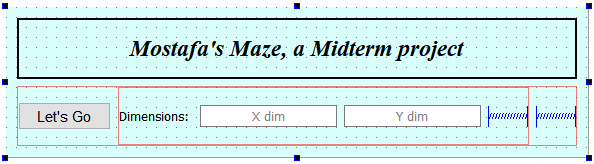 Mostafa's Maze, a Midterm project
Let's Go Dimensions: X dim Y dim